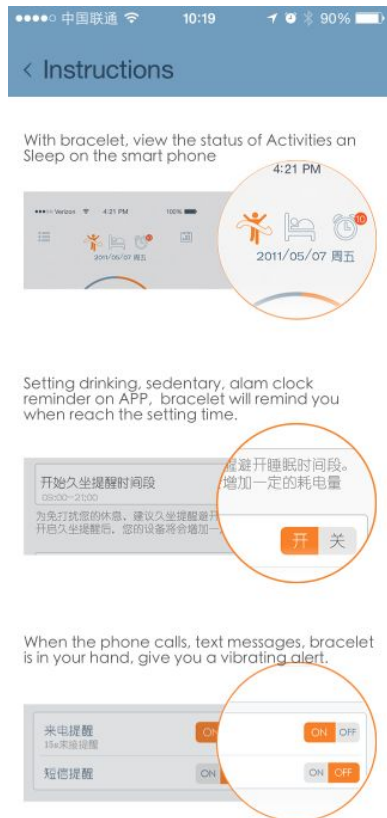 中国联通 10:19 90%
Instructions
With bracelet, view the status of Activities an
Sleep on the smart phone
4:21 PM
Verizon 4:21 PM 100%
10
2011/05/07 周五
2011/05/07 周五
Setting drinking, sedentary, alam clock
reminder on APP, bracelet will remind you
when reach the setting time.
醒避开睡眠时间段。
开始久坐提醒时间段
增加一定的耗电量
09:00~21:00
为免打扰您的休息，建议久坐提醒避开
开启久坐提醒后，您的设备将会增加一
开 关
When the phone calls, text messages, bracelet
is in your hand, give you a vibrating alert.
来电提醒 ON ON OFF
15s未接提醒
短信提醒 ON ON OFF